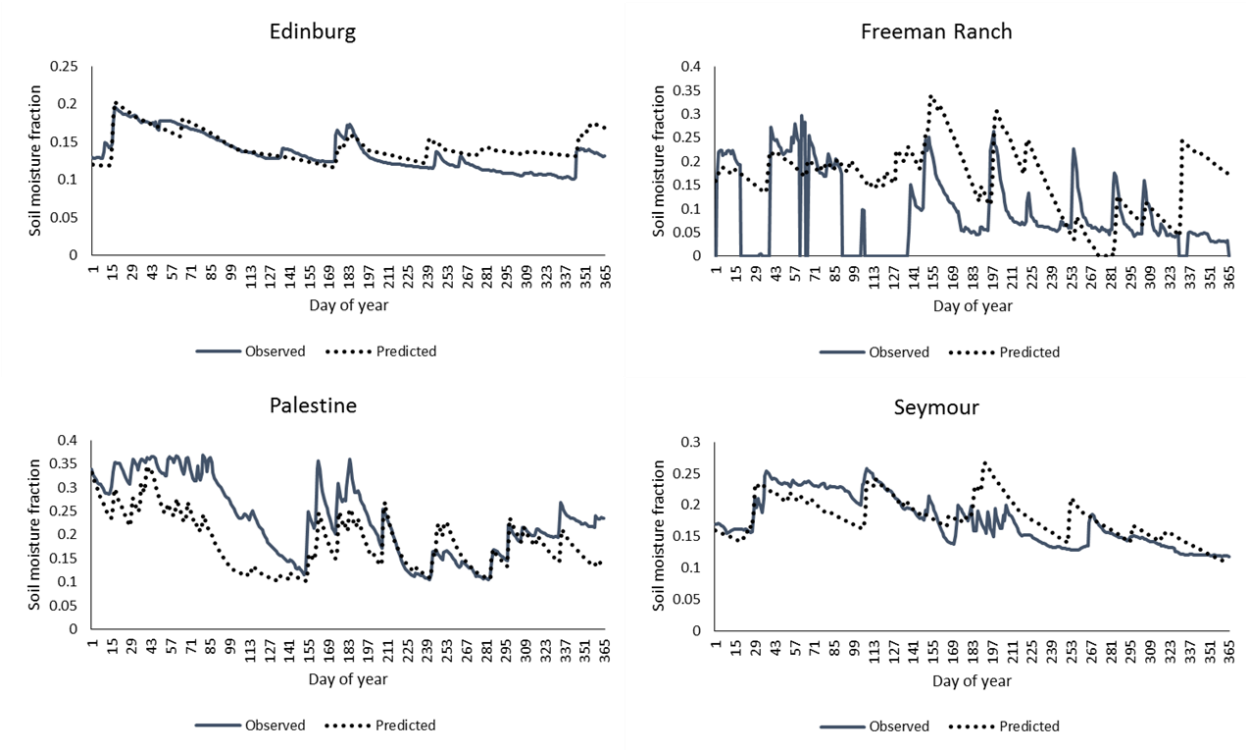 Edinburg
Soil moisture fraction
0.25
0.2
0.15
0.1
0.05
0
1 15 29 43 57 71 85 99 113 127 141 155 169 183 197 211 225 239 253 267 281 295 309 323 337 351 365
Day of year
Observed Predicted
Freeman Ranch
Soil moisture fraction
0.4
0.35
0.3
0.25
0.2
0.15
0.1
0.05
0
1 15 29 43 57 71 85 99 113 127 141 155 169 183 197 211 225 239 253 267 281 295 309 323 337 351 365
Day of year
Observed Predicted
Palestine
Soil moisture fraction
0.4
0.35
0.3
0.25
0.2
0.15
0.1
0.05
0
1 15 29 43 57 71 85 99 113 127 141 155 169 183 197 211 225 239 253 267 281 295 309 323 337 351 365
Day of year
Observed Predicted
Seymour
Soil moisture fraction
0.3
0.25
0.2
0.15
0.1
0.05
0
1 15 29 43 57 71 85 99 113 127 141 155 169 183 197 211 225 239 253 267 281 295 309 323 337 351 365
Day of year
Observed Predicted